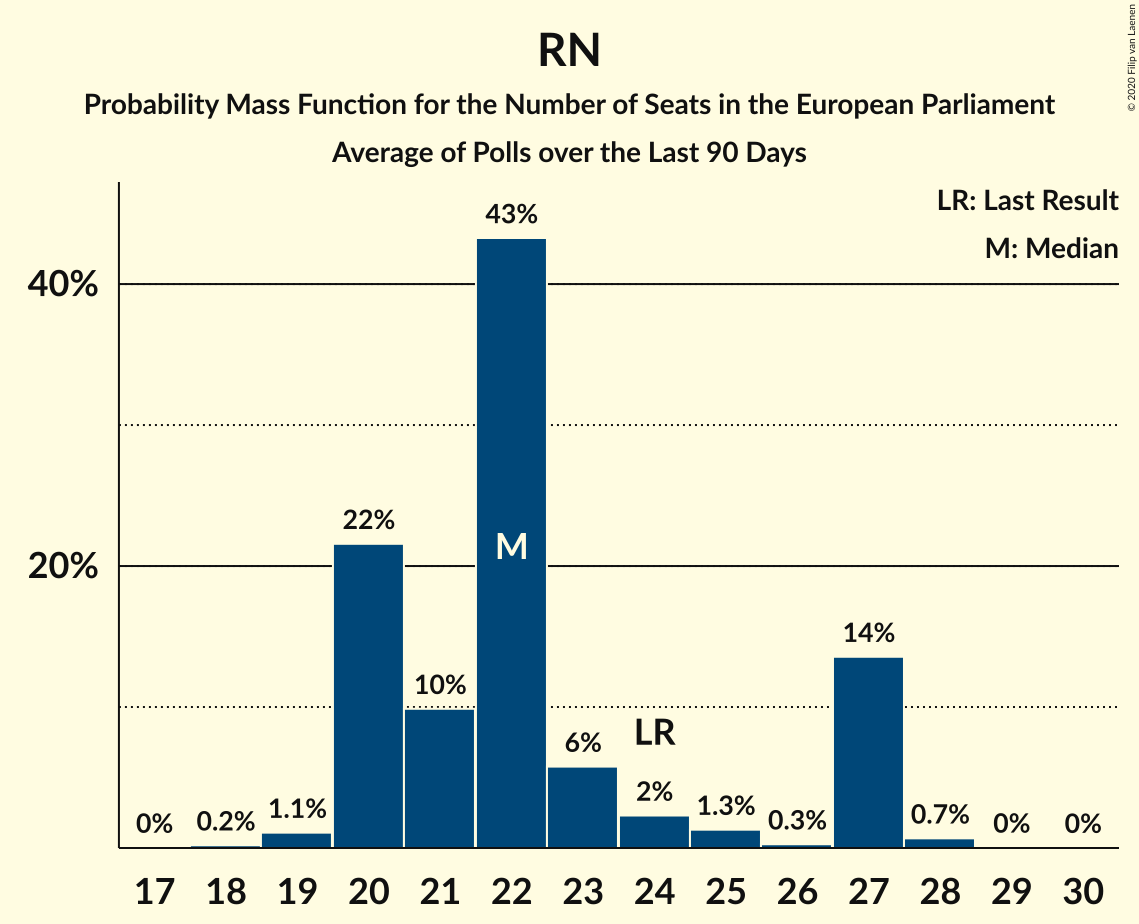 RN
Probability Mass Function for the Number of Seats in the European Parliament
Average of Polls over the Last 90 Days
© 2020 Filip van Laenen
LR: Last Result
M: Median
40%
20%
0%
0.2%
1.1%
22%
10%
43%
M
6%
LR
2%
1.3%
0.3%
14%
0.7%
0%
0%
17 18 19 20 21 22 23 24 25 26 27 28 29 30